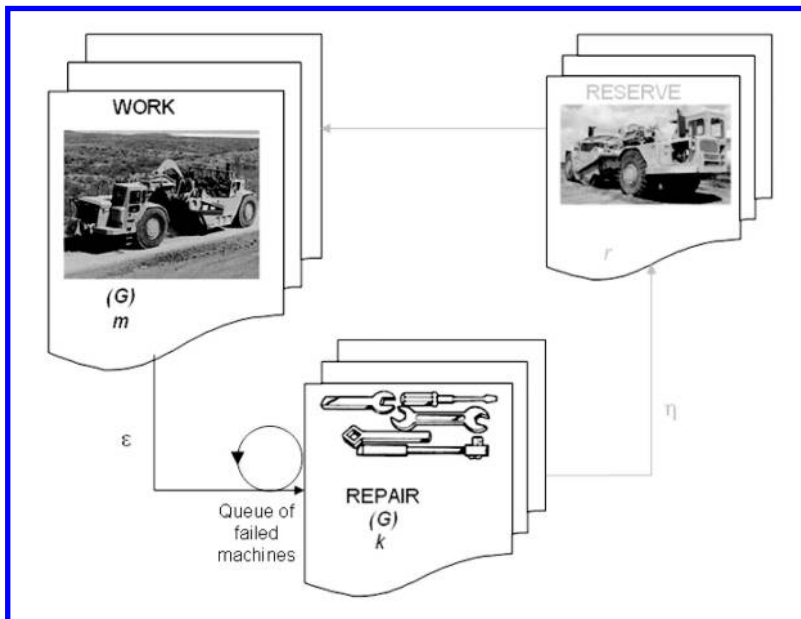 WORK
(G)
m
RESERVE
r
ε
η
Queue of
failed
machines
REPAIR
(G)
k